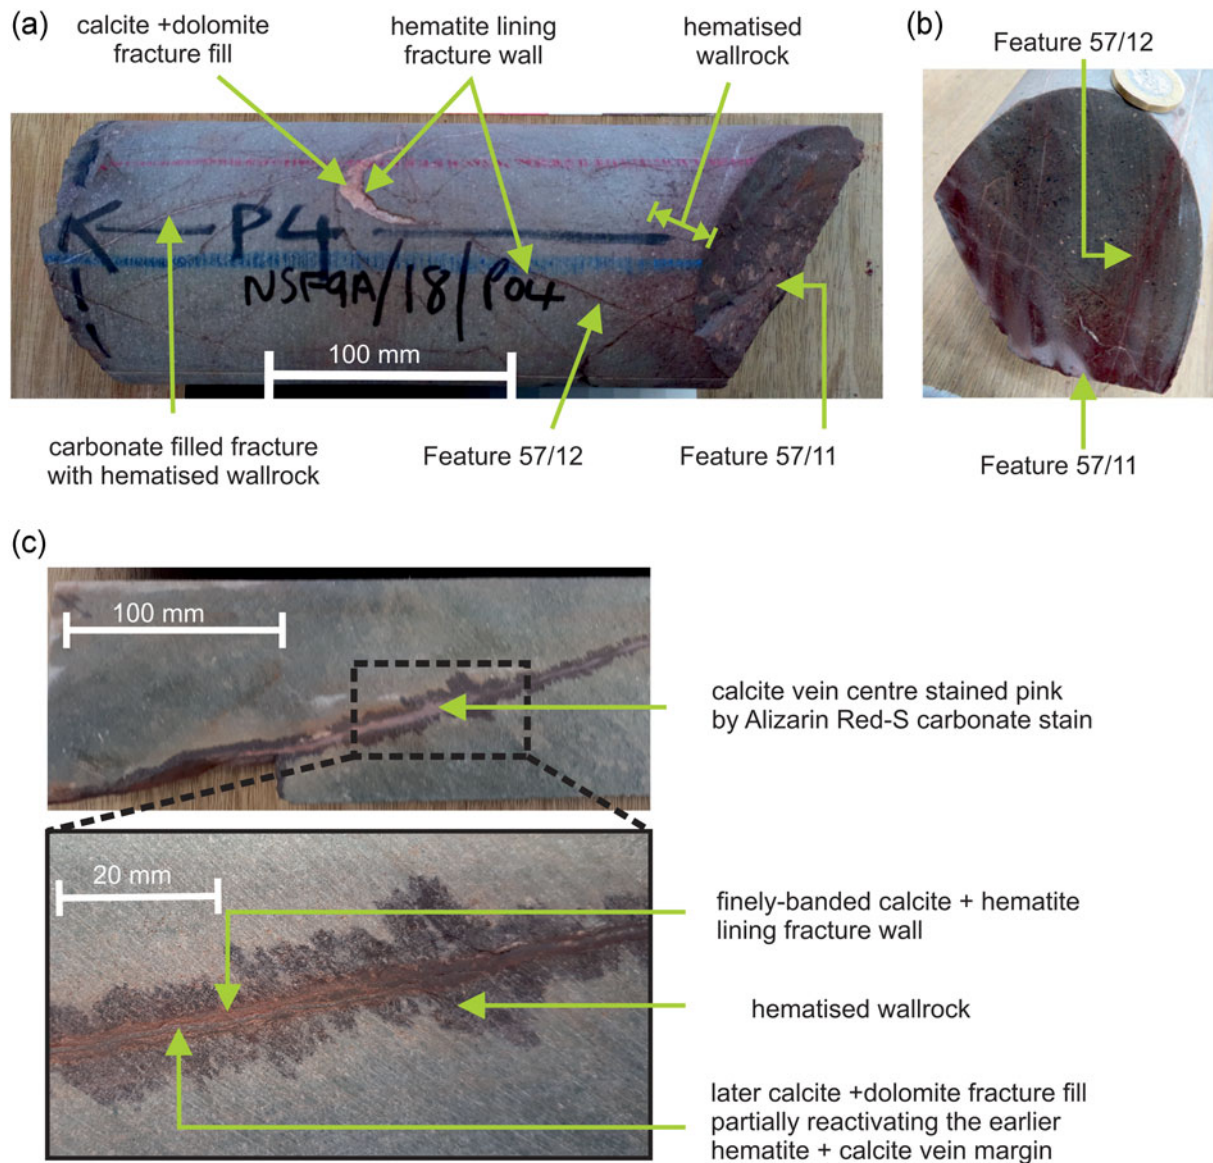 (a)
calcite +dolomite
fracture fill
hematite lining
fracture wall
hematised
wallrock
P4
NSF9A/18/P04
100 mm
carbonate filled fracture
with hematised wallrock
Feature 57/12
Feature 57/11
(b)
Feature 57/12
Feature 57/11
(c)
100 mm
calcite vein centre stained pink
by Alizarin Red-S carbonate stain
20 mm
finely-banded calcite + hematite
lining fracture wall
hematised wallrock
later calcite +dolomite fracture fill
partially reactivating the earlier
hematite + calcite vein margin